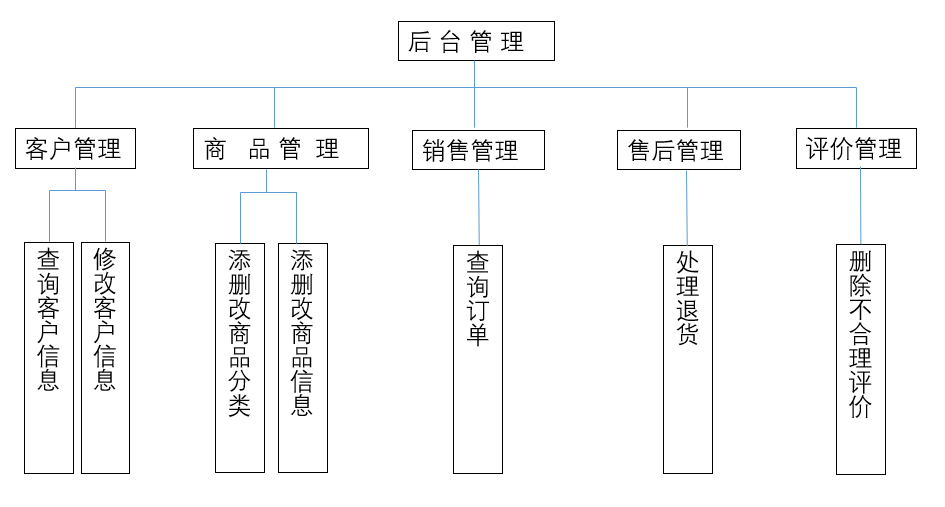 后台管理
客户管理
商品管理
销售管理
售后管理
评价管理
查询客户信息
修改客户信息
添删改商品分类
添删改商品信息
查询订单
处理退货
删除不合理评价